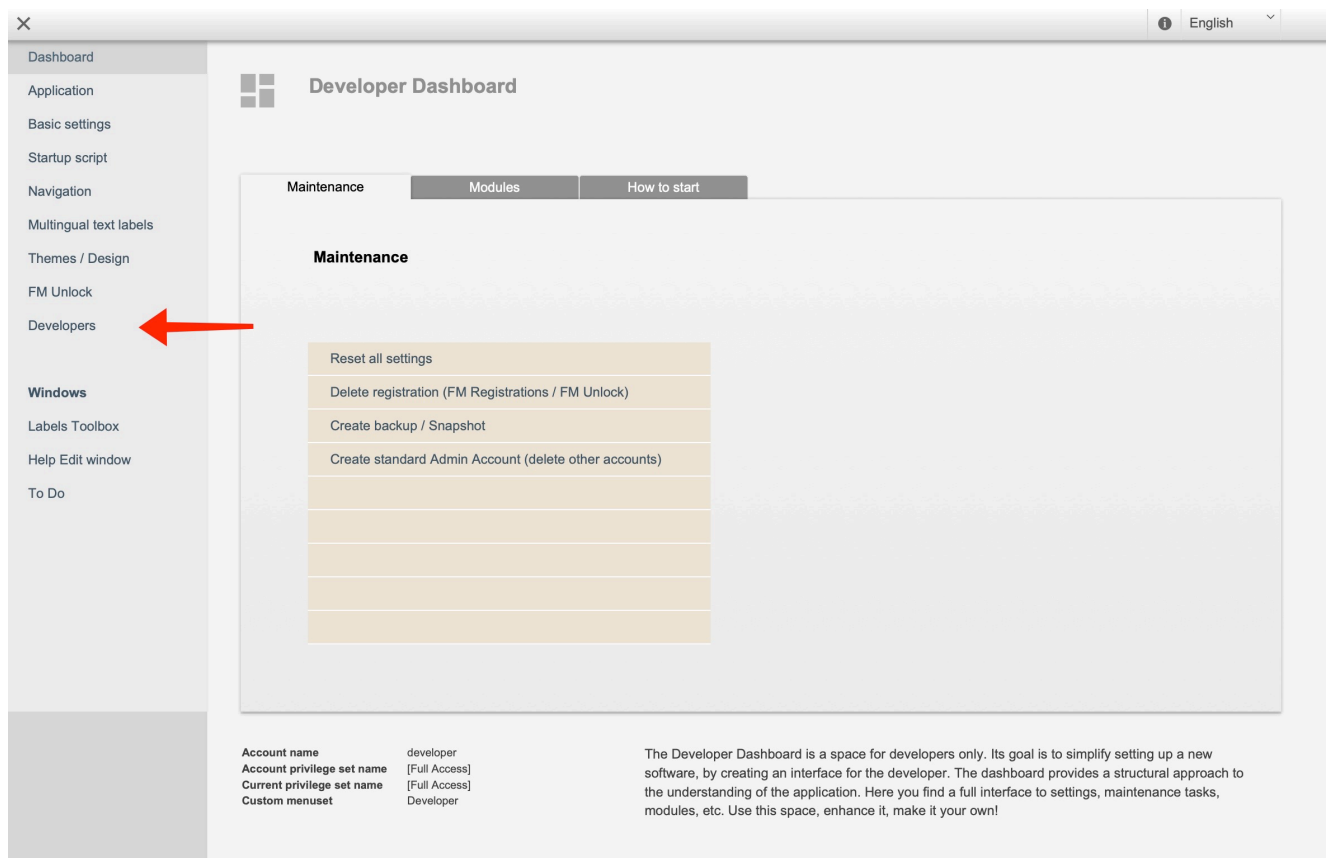 English
Dashboard
Application
Basic settings
Startup script
Navigation
Multingual text labels
Themes / Design
FM Unlock
Developers
Windows
Labels Toolbox
Help Edit window
To Do
Developer Dashboard
Maintenance
Modules
How to start
Maintenance
Reset all settings
Delete registration (FM Registrations / FM Unlock)
Create backup / Snapshot
Create standard Admin Account (delete other accounts)
Account name developer
Account privilege set name [Full Access]
Current privilege set name [Full Access]
Custom menuset Developer
The Developer Dashboard is a space for developers only. Its goal is to simplify setting up a new
software, by creating an interface for the developer. The dashboard provides a structural approach to
the understanding of the application. Here you find a full interface to settings, maintenance tasks,
modules, etc. Use this space, enhance it, make it your own!